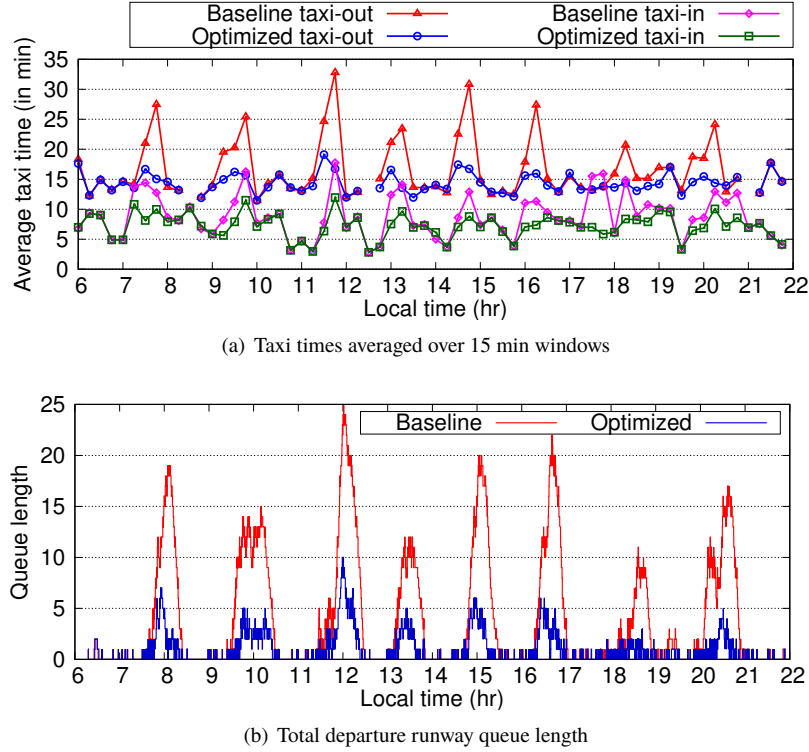 Baseline taxi-out Baseline taxi-in
Optimized taxi-out Optimized taxi-in
Average taxi time (in min)
35
30
25
20
15
10
5
0
6 7 8 9 10 11 12 13 14 15 16 17 18 19 20 21 22
Local time (hr)
(a) Taxi times averaged over 15 min windows
Baseline Optimized
Queue length
25
20
15
10
5
0
6 7 8 9 10 11 12 13 14 15 16 17 18 19 20 21 22
Local time (hr)
(b) Total departure runway queue length